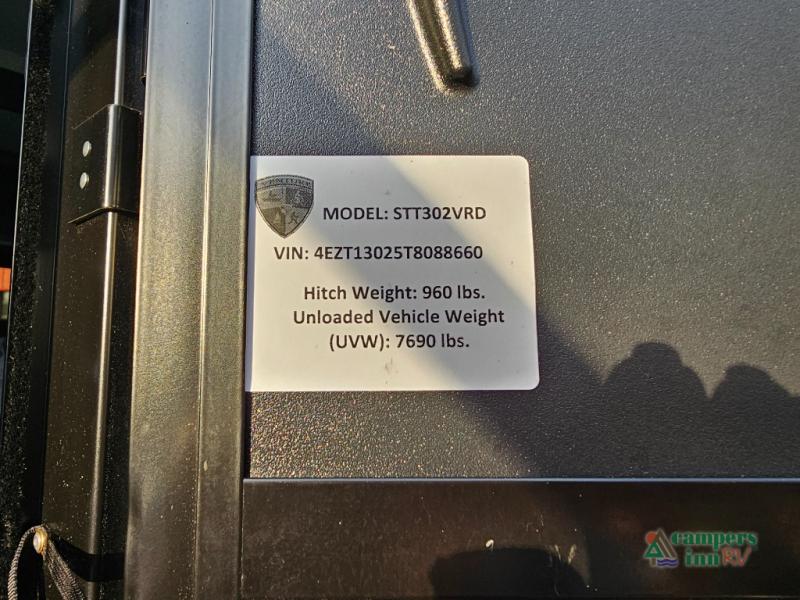 MODEL: STT302VRD
VIN: 4EZT13025T8088660
Hitch Weight: 960 lbs.
Unloaded Vehicle Weight
(UVW): 7690 lbs.
campers
inn RV